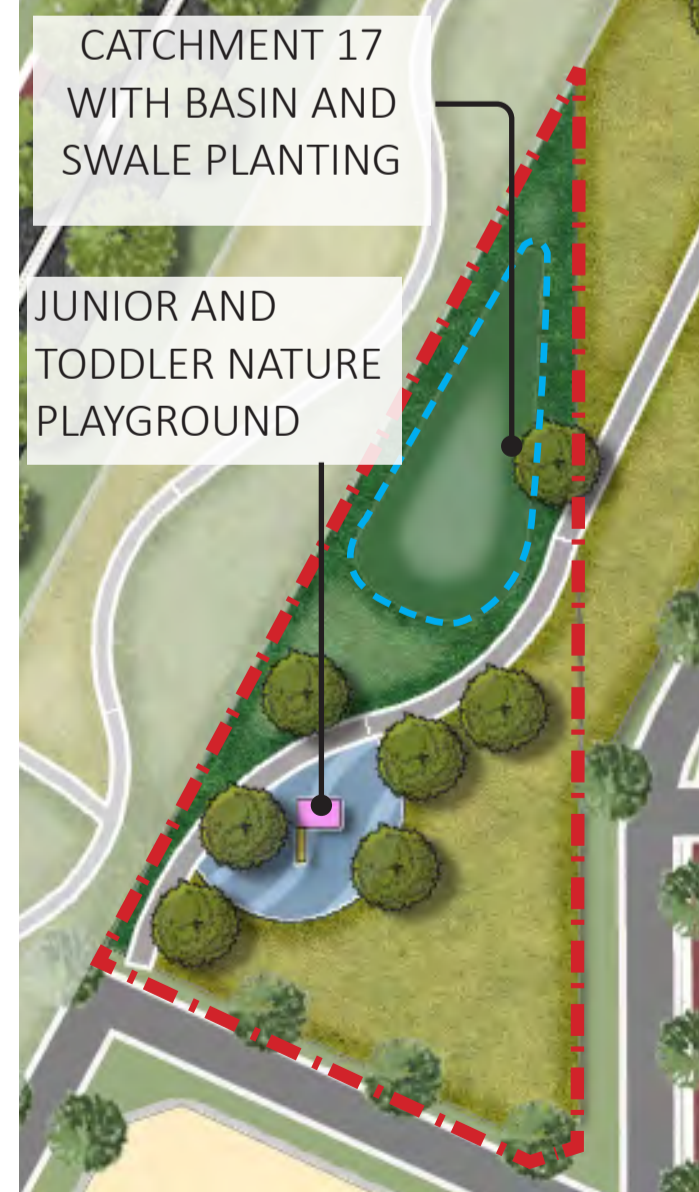 CATCHMENT 17
WITH BASIN AND
SWALE PLANTING
JUNIOR AND
TODDLER NATURE
PLAYGROUND